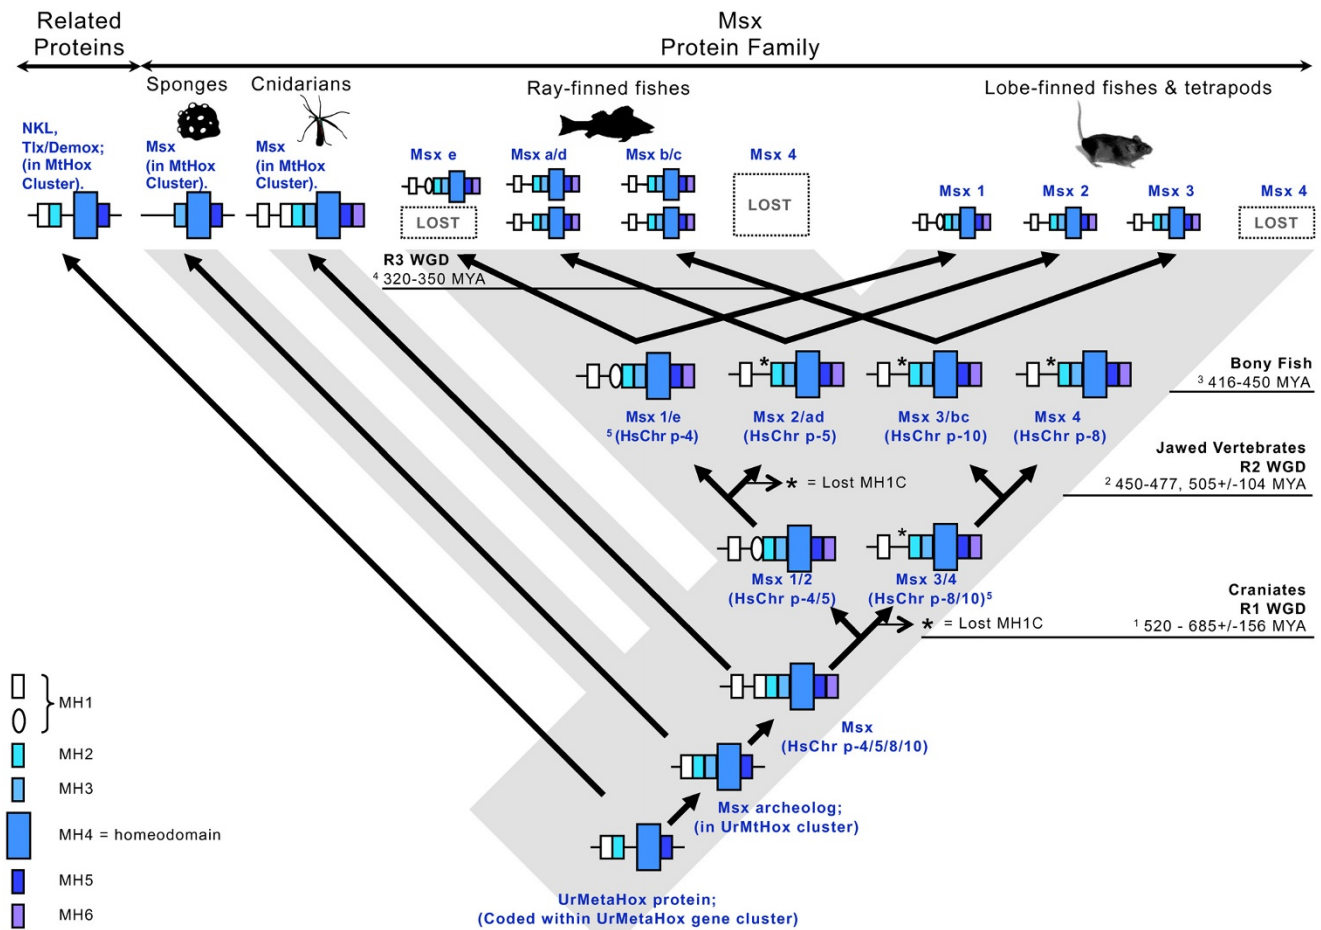 Related
Proteins
Msx
Protein Family
Sponges
Cnidarians
Ray-finned fishes
Lobe-finned fishes & tetrapods
NKL,
Tlx/Demox;
(in MtHox
Cluster).
Msx
(in MtHox
Cluster).
Msx
(in MtHox
Cluster).
Msx e
Msx a/d
Msx b/c
Msx 4
Msx 1
Msx 2
Msx 3
Msx 4
LOST
LOST
LOST
R3 WGD
4 320-350 MYA
Bony Fish
3 416-450 MYA
Msx 1/e
5 (HsChr p-4)
*
Msx 2/ad
(HsChr p-5)
*
Msx 3/bc
(HsChr p-10)
*
Msx 4
(HsChr p-8)
Jawed Vertebrates
R2 WGD
2 450-477, 505+/-104 MYA
* = Lost MH1C
Msx 1/2
(HsChr p-4/5)
*
Msx 3/4
(HsChr p-8/10)5
Craniates
R1 WGD
1 520 - 685+/-156 MYA
* = Lost MH1C
Msx
(HsChr p-4/5/8/10)
Msx archeolog;
(in UrMtHox cluster)
UrMetaHox protein;
(Coded within UrMetaHox gene cluster)
MH1
MH2
MH3
MH4 = homeodomain
MH5
MH6